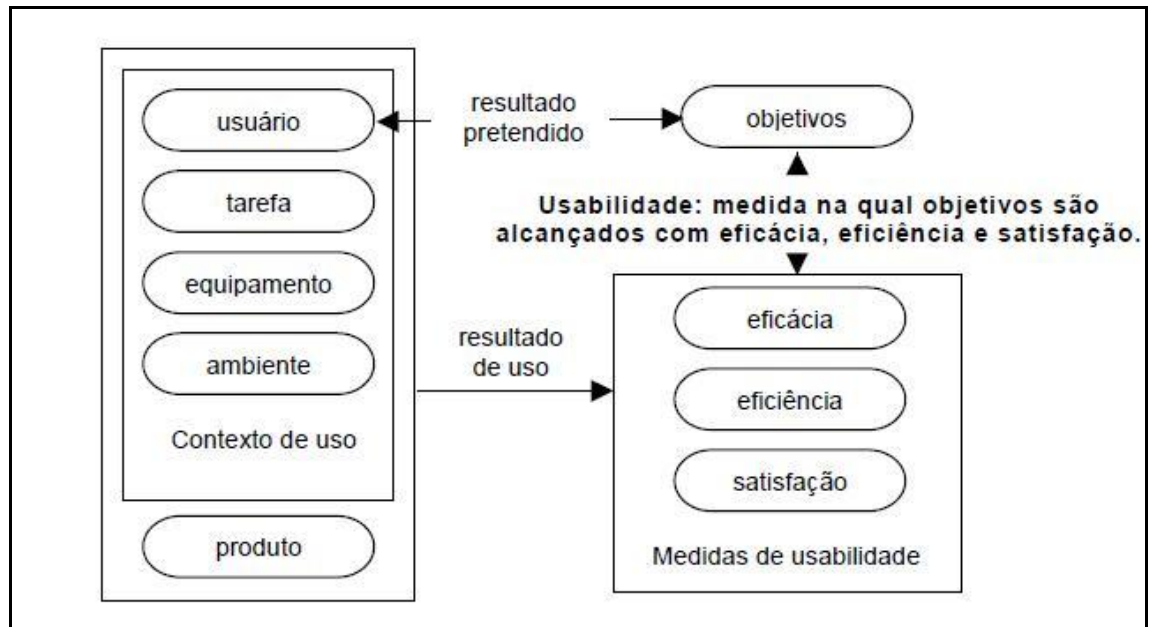 usuário
tarefa
equipamento
ambiente
Contexto de uso
produto
resultado
pretendido
objetivos
Usabilidade: medida na qual objetivos são
alcançados com eficácia, eficiência e satisfação.
resultado
de uso
eficácia
eficiência
satisfação
Medidas de usabilidade